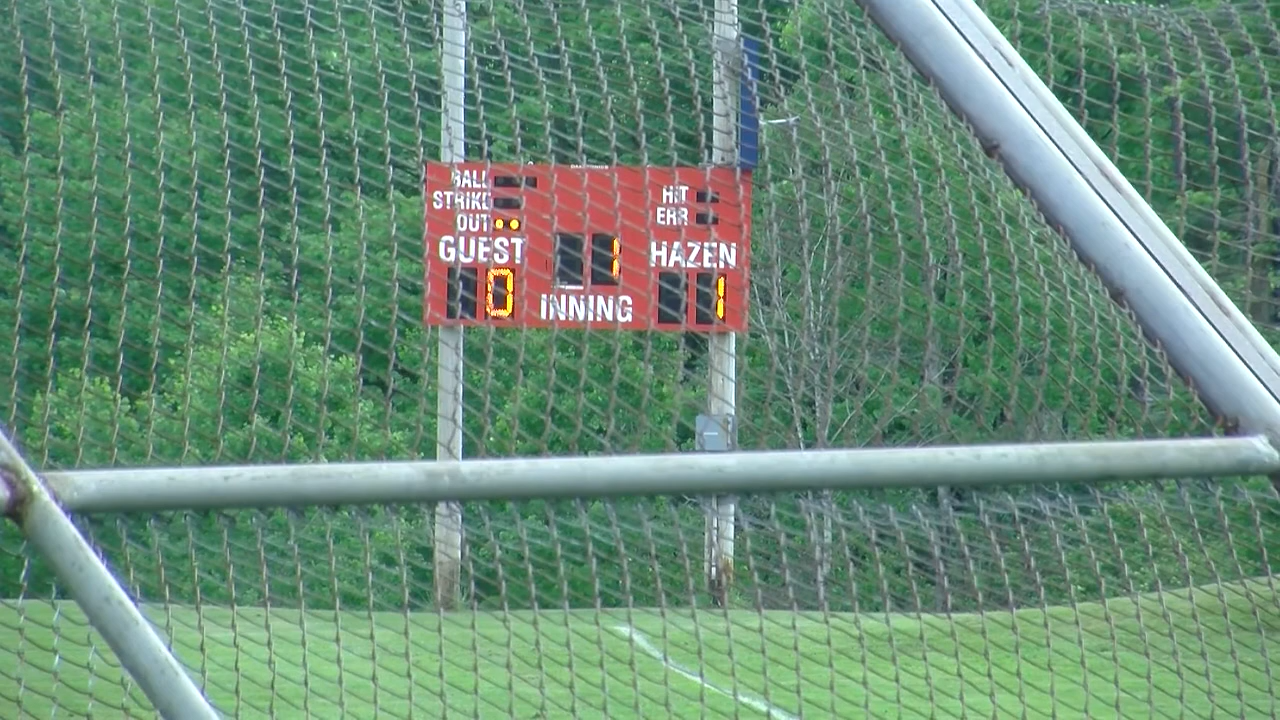 BALL
STRIKE
OUT
HIT
ERR
GUEST 1 HAZEN
0 INNING 1